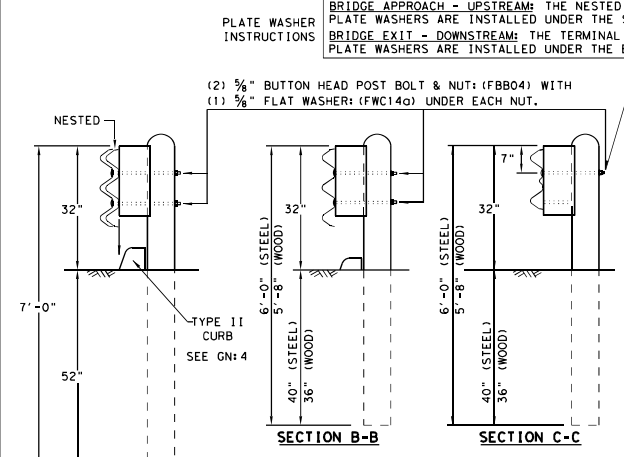 BRIDGE APPROACH - UPSTREAM: THE NESTED
PLATE WASHERS ARE INSTALLED UNDER THE
PLATE WASHER
INSTRUCTIONS
BRIDGE EXIT - DOWNSTREAM: THE TERMINAL
PLATE WASHERS ARE INSTALLED UNDER THE
(2) ⅝" BUTTON HEAD POST BOLT & NUT: (FBB04) WITH
(1) ⅝" FLAT WASHER: (FWC14a) UNDER EACH NUT.
NESTED
7"
32"
32"
32"
6'-0" (STEEL)
5'-8" (WOOD)
6'-0" (STEEL)
5'-8" (WOOD)
7'-0"
TYPE II
CURB
SEE GN: 4
52"
40" (STEEL)
36" (WOOD)
40" (STEEL)
36" (WOOD)
SECTION B-B
SECTION C-C